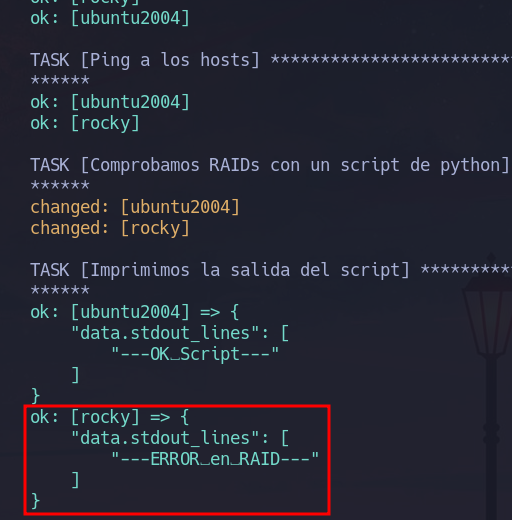 ok: [rocky]
ok: [ubuntu2004]
TASK [Ping a los hosts] ************************
******
ok: [ubuntu2004]
ok: [rocky]
TASK [Comprobamos RAIDs con un script de python]
******
changed: [ubuntu2004]
changed: [rocky]
TASK [Imprimimos la salida del script] *********
******
ok: [ubuntu2004] => {
"data.stdout_lines": [
"---OK_Script---"
]
}
ok: [rocky] => {
"data.stdout_lines": [
"---ERROR_en_RAID---"
]
}